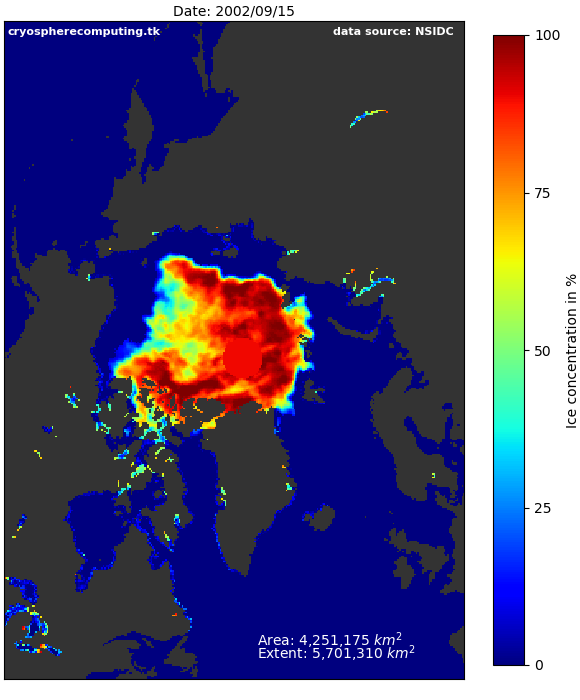 Date: 2002/09/15
cryospherecomputing.tk
data source: NSIDC
100
75
50
25
0
Ice concentration in %
Area: 4,251,175 km²
Extent: 5,701,310 km²